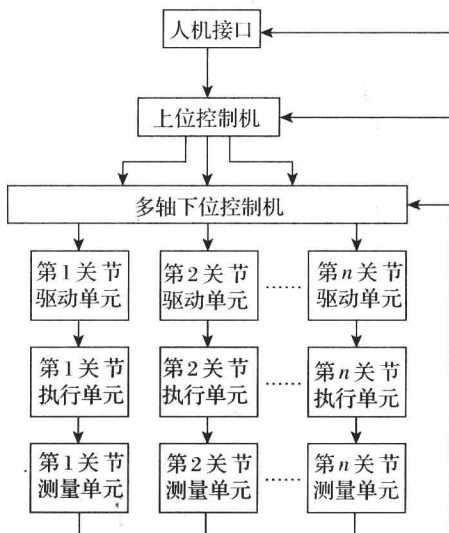 人机接口
上位控制机
多轴下位控制机
第1关节 第2关节 第n关节
驱动单元 驱动单元 …… 驱动单元
第1关节 第2关节 第n关节
执行单元 执行单元 …… 执行单元
第1关节 第2关节 第n关节
测量单元 测量单元 …… 测量单元